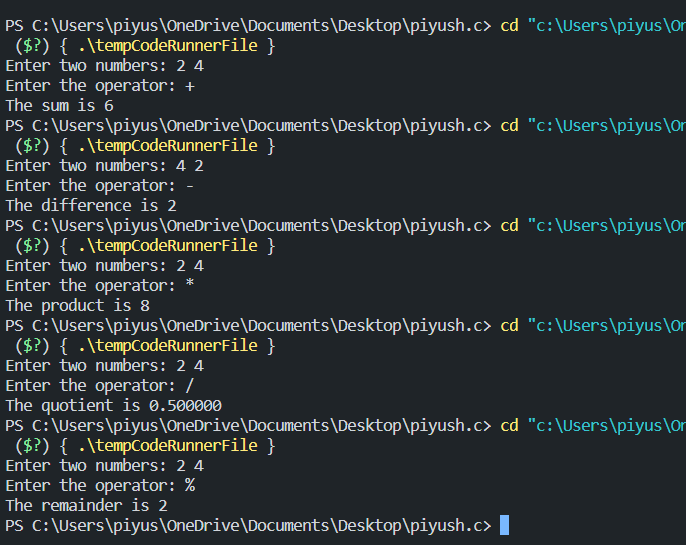 PS C:\Users\piyus\OneDrive\Documents\Desktop\piyush.c> cd "c:\Users\piyus\On
($?) { .\tempCodeRunnerFile }
Enter two numbers: 2 4
Enter the operator: +
The sum is 6
PS C:\Users\piyus\OneDrive\Documents\Desktop\piyush.c> cd "c:\Users\piyus\On
($?) { .\tempCodeRunnerFile }
Enter two numbers: 4 2
Enter the operator: -
The difference is 2
PS C:\Users\piyus\OneDrive\Documents\Desktop\piyush.c> cd "c:\Users\piyus\On
($?) { .\tempCodeRunnerFile }
Enter two numbers: 2 4
Enter the operator: *
The product is 8
PS C:\Users\piyus\OneDrive\Documents\Desktop\piyush.c> cd "c:\Users\piyus\On
($?) { .\tempCodeRunnerFile }
Enter two numbers: 2 4
Enter the operator: /
The quotient is 0.500000
PS C:\Users\piyus\OneDrive\Documents\Desktop\piyush.c> cd "c:\Users\piyus\On
($?) { .\tempCodeRunnerFile }
Enter two numbers: 2 4
Enter the operator: %
The remainder is 2
PS C:\Users\piyus\OneDrive\Documents\Desktop\piyush.c>